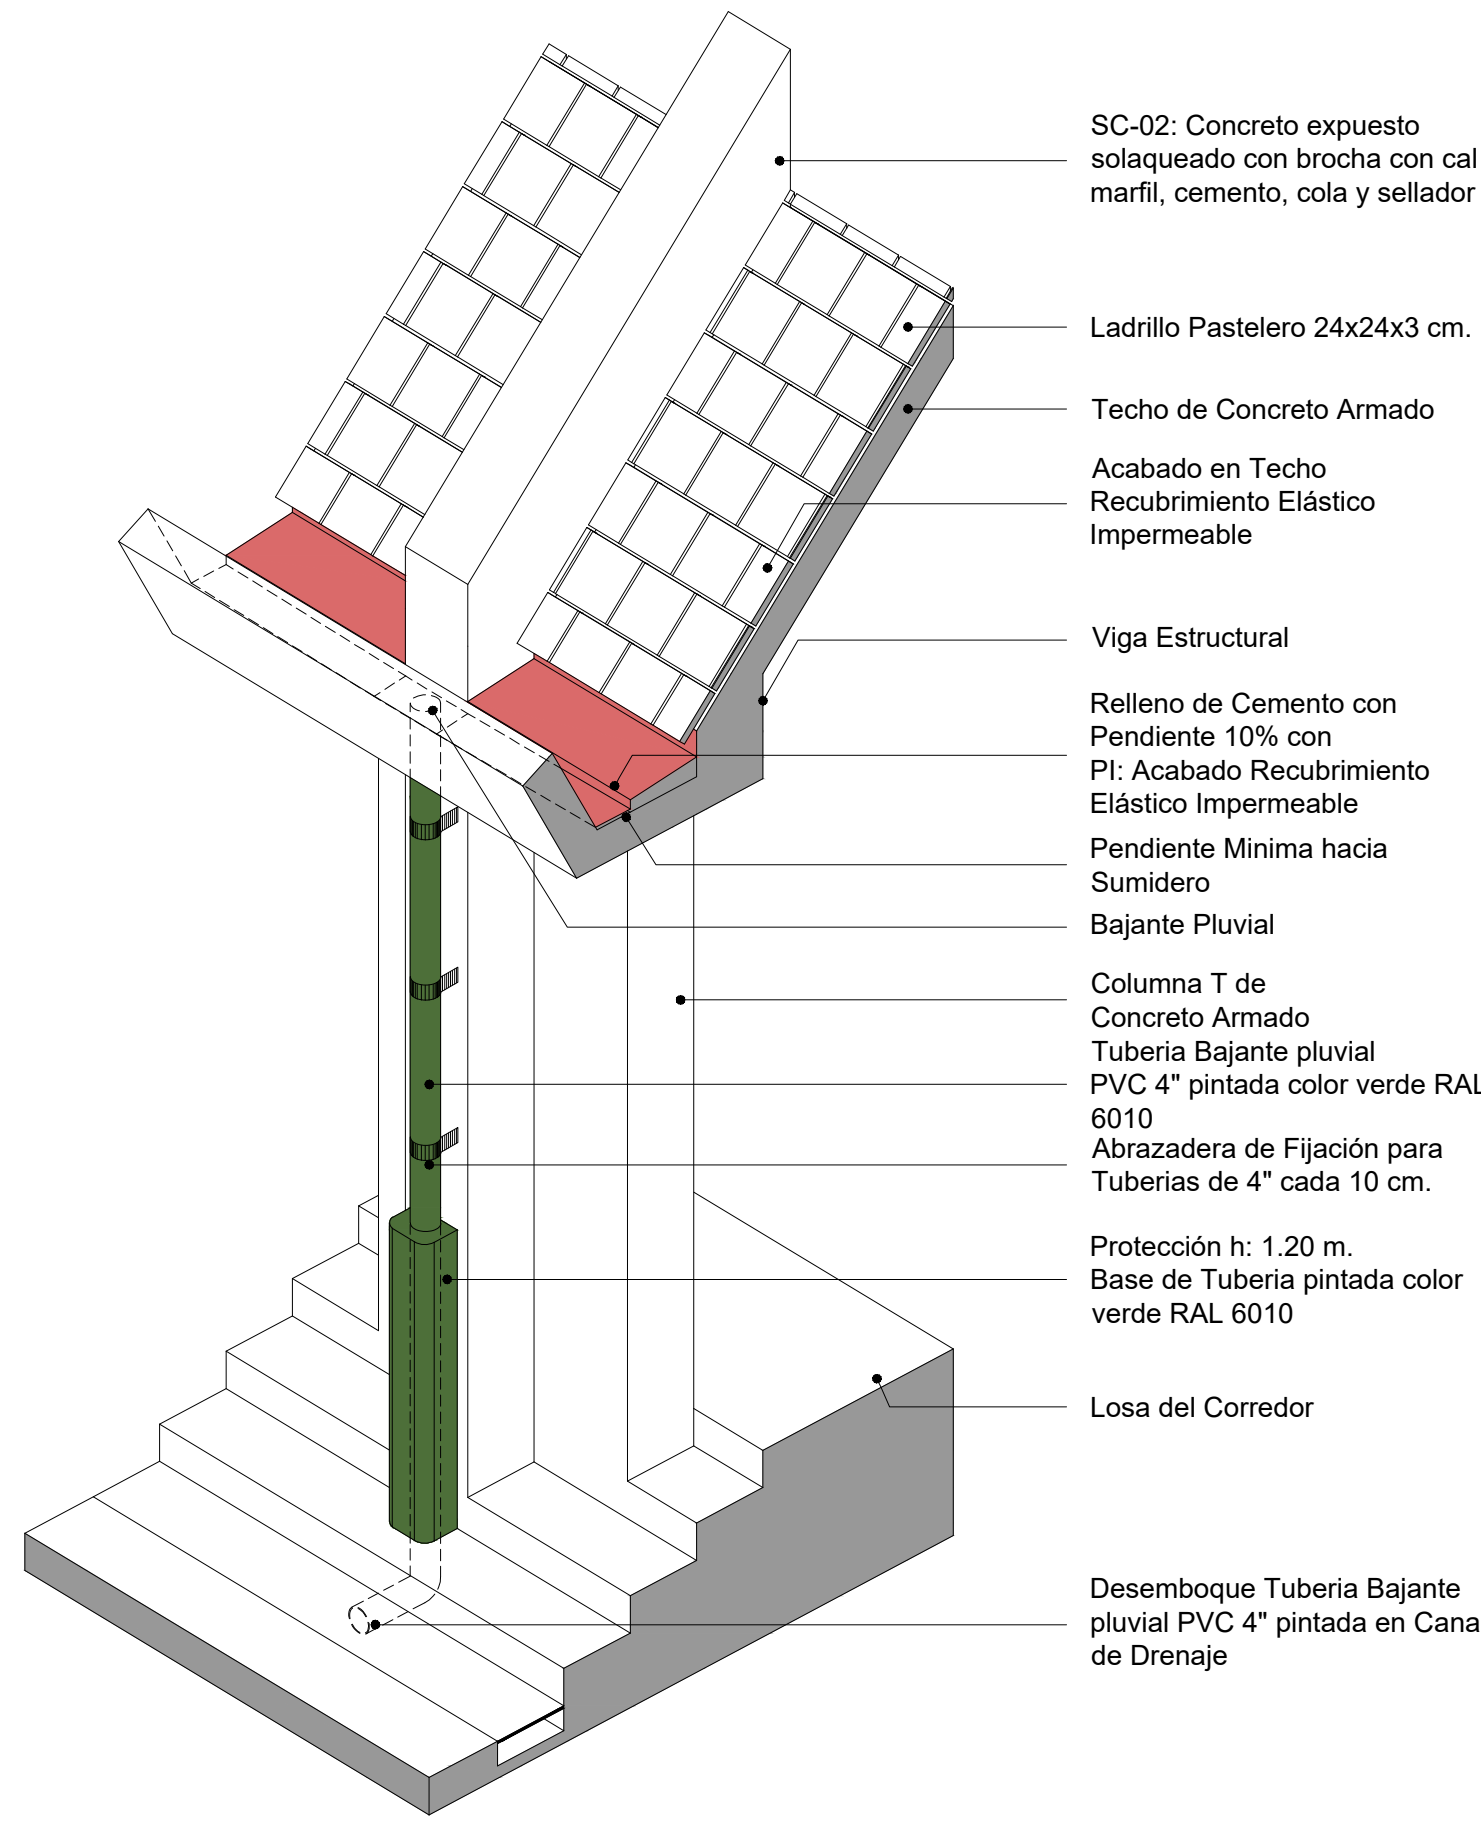 SC-02: Concreto expuesto
solaqueado con brocha con cal
marfil, cemento, cola y sellador
Ladrillo Pastelero 24x24x3 cm.
Techo de Concreto Armado
Acabado en Techo
Recubrimiento Elástico
Impermeable
Viga Estructural
Relleno de Cemento con
Pendiente 10% con
PI: Acabado Recubrimiento
Elástico Impermeable
Pendiente Minima hacia
Sumidero
Bajante Pluvial
Columna T de
Concreto Armado
Tuberia Bajante pluvial
PVC 4" pintada color verde RAL
6010
Abrazadera de Fijación para
Tuberias de 4" cada 10 cm.
Protección h: 1.20 m.
Base de Tuberia pintada color
verde RAL 6010
Losa del Corredor
Desemboque Tuberia Bajante
pluvial PVC 4" pintada en Cana
de Drenaje